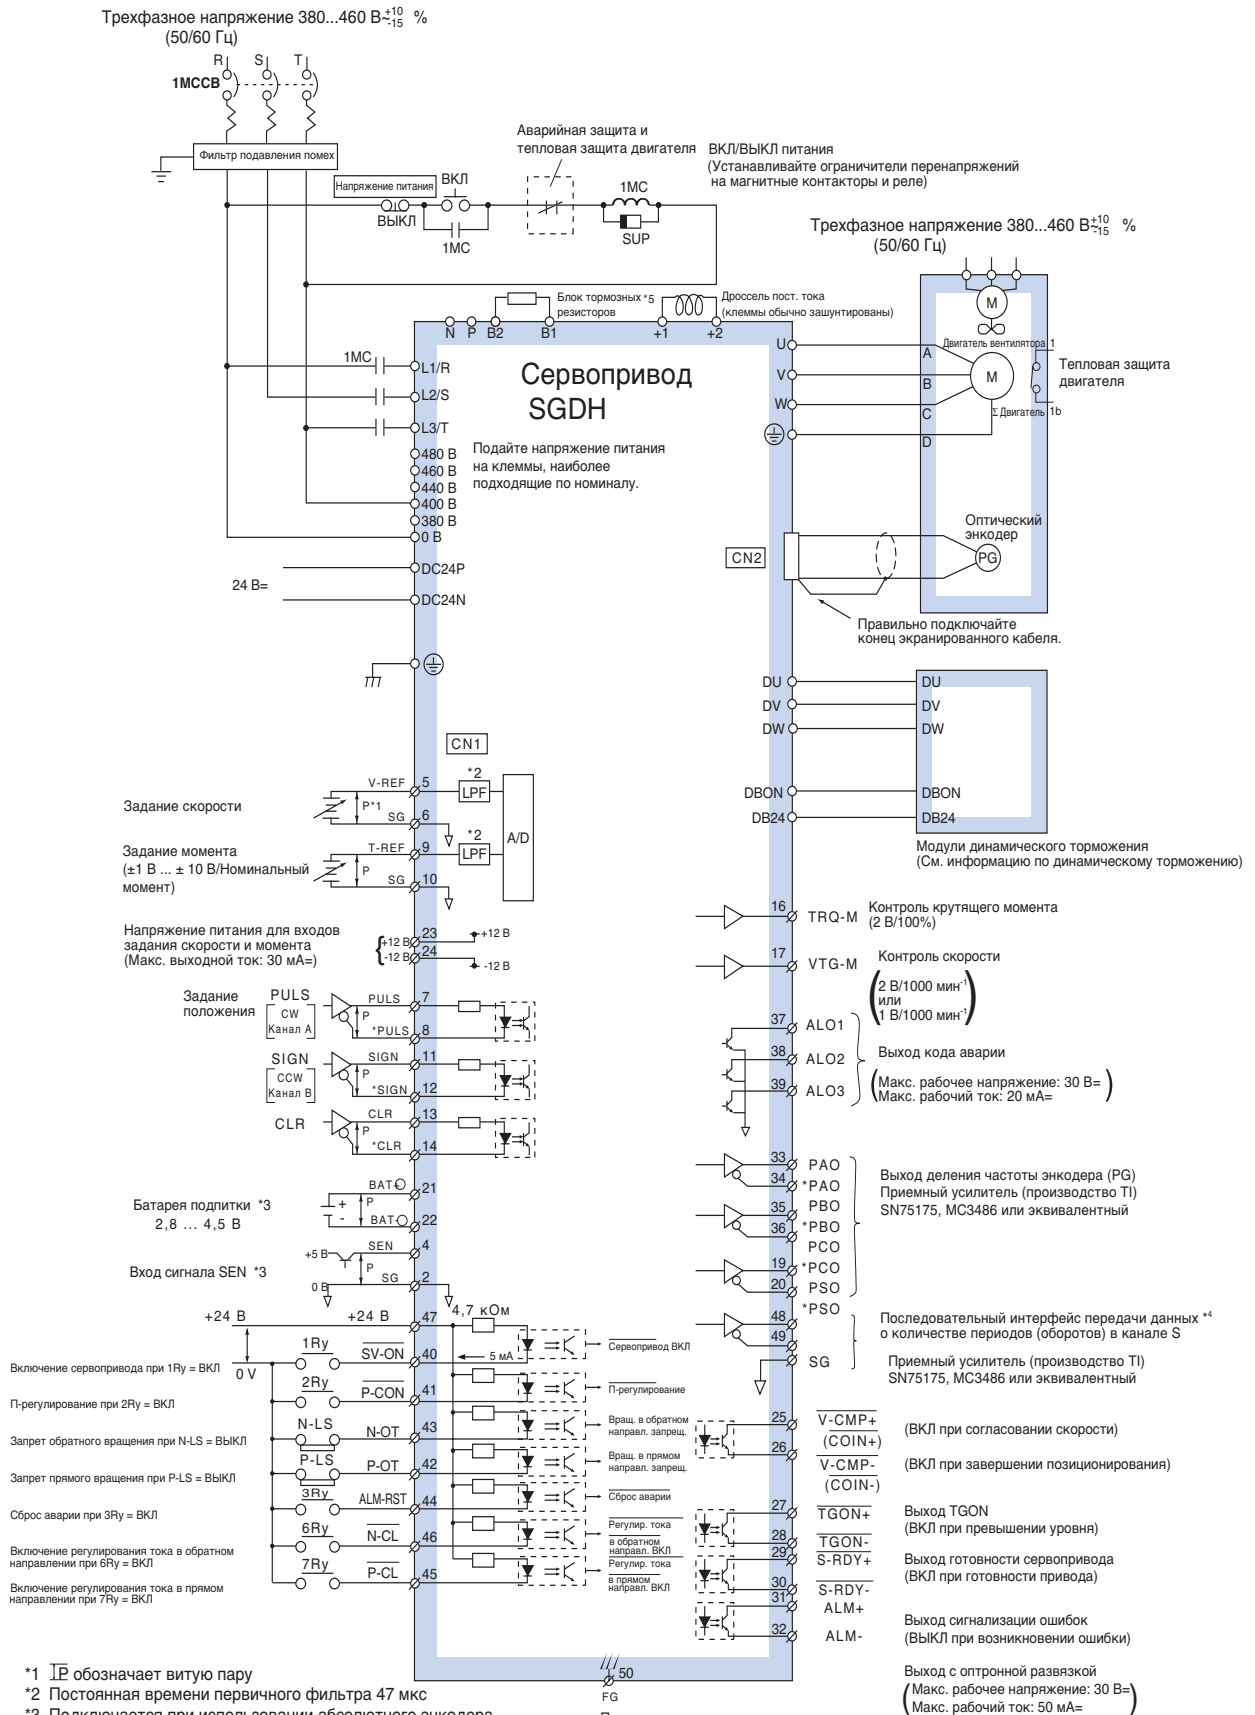 Трехфазное напряжение 380...460 В~ +10 -15 %
(50/60 Гц)
R S T
1MCCB
Фильтр подавления помех
Аварийная защита и
тепловая защита двигателя
ВКЛ/ВЫКЛ питания
(Устанавливайте ограничители перенапряжений
на магнитные контакторы и реле)
Напряжение питания
ВКЛ
ВЫКЛ
1MC
1MC
SUP
Трехфазное напряжение 380...460 В~ +10 -15 %
(50/60 Гц)
Блок тормозных *5
резисторов
Дроссель пост. тока
(клеммы обычно зашунтированы)
N P B2 B1 +1 +2
1MC
L1/R
L2/S
L3/T
Сервопривод
SGDH
Подайте напряжение питания
на клеммы, наиболее
подходящие по номиналу.
480 В
460 В
440 В
400 В
380 В
0 В
U
V
W
A
B
C
D
M
Двигатель вентилятора
M
Σ Двигатель
1
1b
Тепловая защита
двигателя
Оптический
энкодер
PG
CN2
Правильно подключайте
конец экранированного кабеля.
24 В=
DC24P
DC24N
DU
DV
DW
DBON
DB24
DU
DV
DW
DBON
DB24
Модули динамического торможения
(См. информацию по динамическому торможению)
CN1
Задание скорости
V-REF 5
P*1
SG 6
*2
LPF
A/D
Задание момента
(±1 В ... ± 10 В/Номинальный
момент)
T-REF 9
P
SG 10
*2
LPF
Напряжение питания для входов
задания скорости и момента
(Макс. выходной ток: 30 мА=)
+12 В 23
-12 В 24
+12 В
-12 В
Задание
положения
PULS
CW
Канал A
PULS 7
P
*PULS 8
SIGN
CCW
Канал B
SIGN 11
P
*SIGN 12
CLR
CLR 13
P
*CLR 14
Батарея подпитки *3
2,8 ... 4,5 В
+
-
BAT+ 21
P
BAT- 22
Вход сигнала SEN *3
+5 В
0 В
SEN 4
P
SG 2
+24 В
+24 В 47
4,7 кОм
0 V
5 мА
Включение сервопривода при 1Ry = ВКЛ
1Ry
SV-ON 40
Сервопривод ВКЛ
П-регулирование при 2Ry = ВКЛ
2Ry
P-CON 41
П-регулирование
Запрет обратного вращения при N-LS = ВЫКЛ
N-LS
N-OT 43
Вращ. в обратном
направл. запрещ.
Запрет прямого вращения при P-LS = ВЫКЛ
P-LS
P-OT 42
Вращ. в прямом
направл. запрещ.
Сброс аварии при 3Ry = ВКЛ
3Ry
ALM-RST 44
Сброс аварии
Включение регулирования тока в обратном
направлении при 6Ry = ВКЛ
6Ry
N-CL 46
Регулир. тока
в обратном
направл. ВКЛ
Включение регулирования тока в прямом
направлении при 7Ry = ВКЛ
7Ry
P-CL 45
Регулир. тока
в прямом
направл. ВКЛ
16 TRQ-M
Контроль крутящего момента
(2 В/100%)
17 VTG-M
Контроль скорости
2 В/1000 мин-1
или
1 В/1000 мин-1
37 ALO1
38 ALO2
39 ALO3
Выход кода аварии
(Макс. рабочее напряжение: 30 В=
Макс. рабочий ток: 20 мА=)
33 PAO
34 *PAO
35 PBO
36 *PBO
PCO
19 *PCO
20 PSO
*PSO
48
49
SG
Выход деления частоты энкодера (PG)
Приемный усилитель (производство TI)
SN75175, MC3486 или эквивалентный
Последовательный интерфейс передачи данных *4
о количестве периодов (оборотов) в канале S
Приемный усилитель (производство TI)
SN75175, MC3486 или эквивалентный
25 V-CMP+
(COIN+)
26 V-CMP-
(COIN-)
(ВКЛ при согласовании скорости)
(ВКЛ при завершении позиционирования)
27 TGON+
28 TGON-
Выход TGON
(ВКЛ при превышении уровня)
29 S-RDY+
30 S-RDY-
Выход готовности сервопривода
(ВКЛ при готовности привода)
31 ALM+
32 ALM-
Выход сигнализации ошибок
(ВЫКЛ при возникновении ошибки)
Выход с оптронной развязкой
(Макс. рабочее напряжение: 30 В=
Макс. рабочий ток: 50 мА=
50
FG
*1 P обозначает витую пару
*2 Постоянная времени первичного фильтра 47 мкс
*3 Подключается при использовании абсолютного энкодера